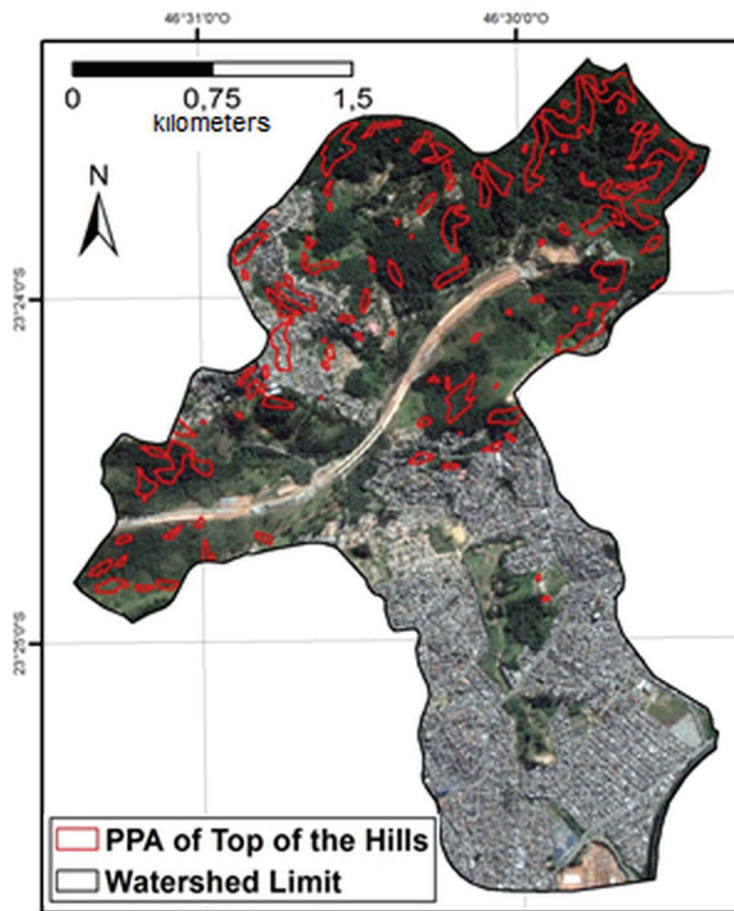 46°31'0"O 46°30'0"O
0 0,75 1,5
kilometers
N
23°24'0"S
23°25'0"S
PPA of Top of the Hills
Watershed Limit